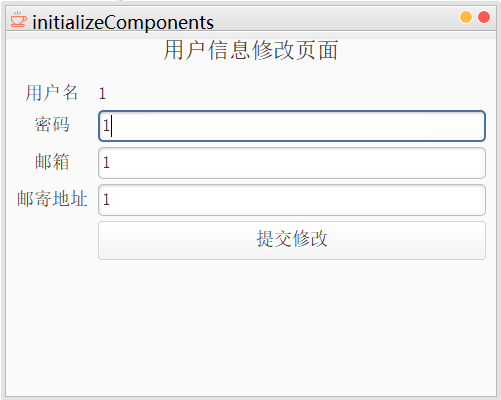 initializeComponents
用户信息修改页面
用户名 1
密码 1
邮箱 1
邮寄地址 1
提交修改